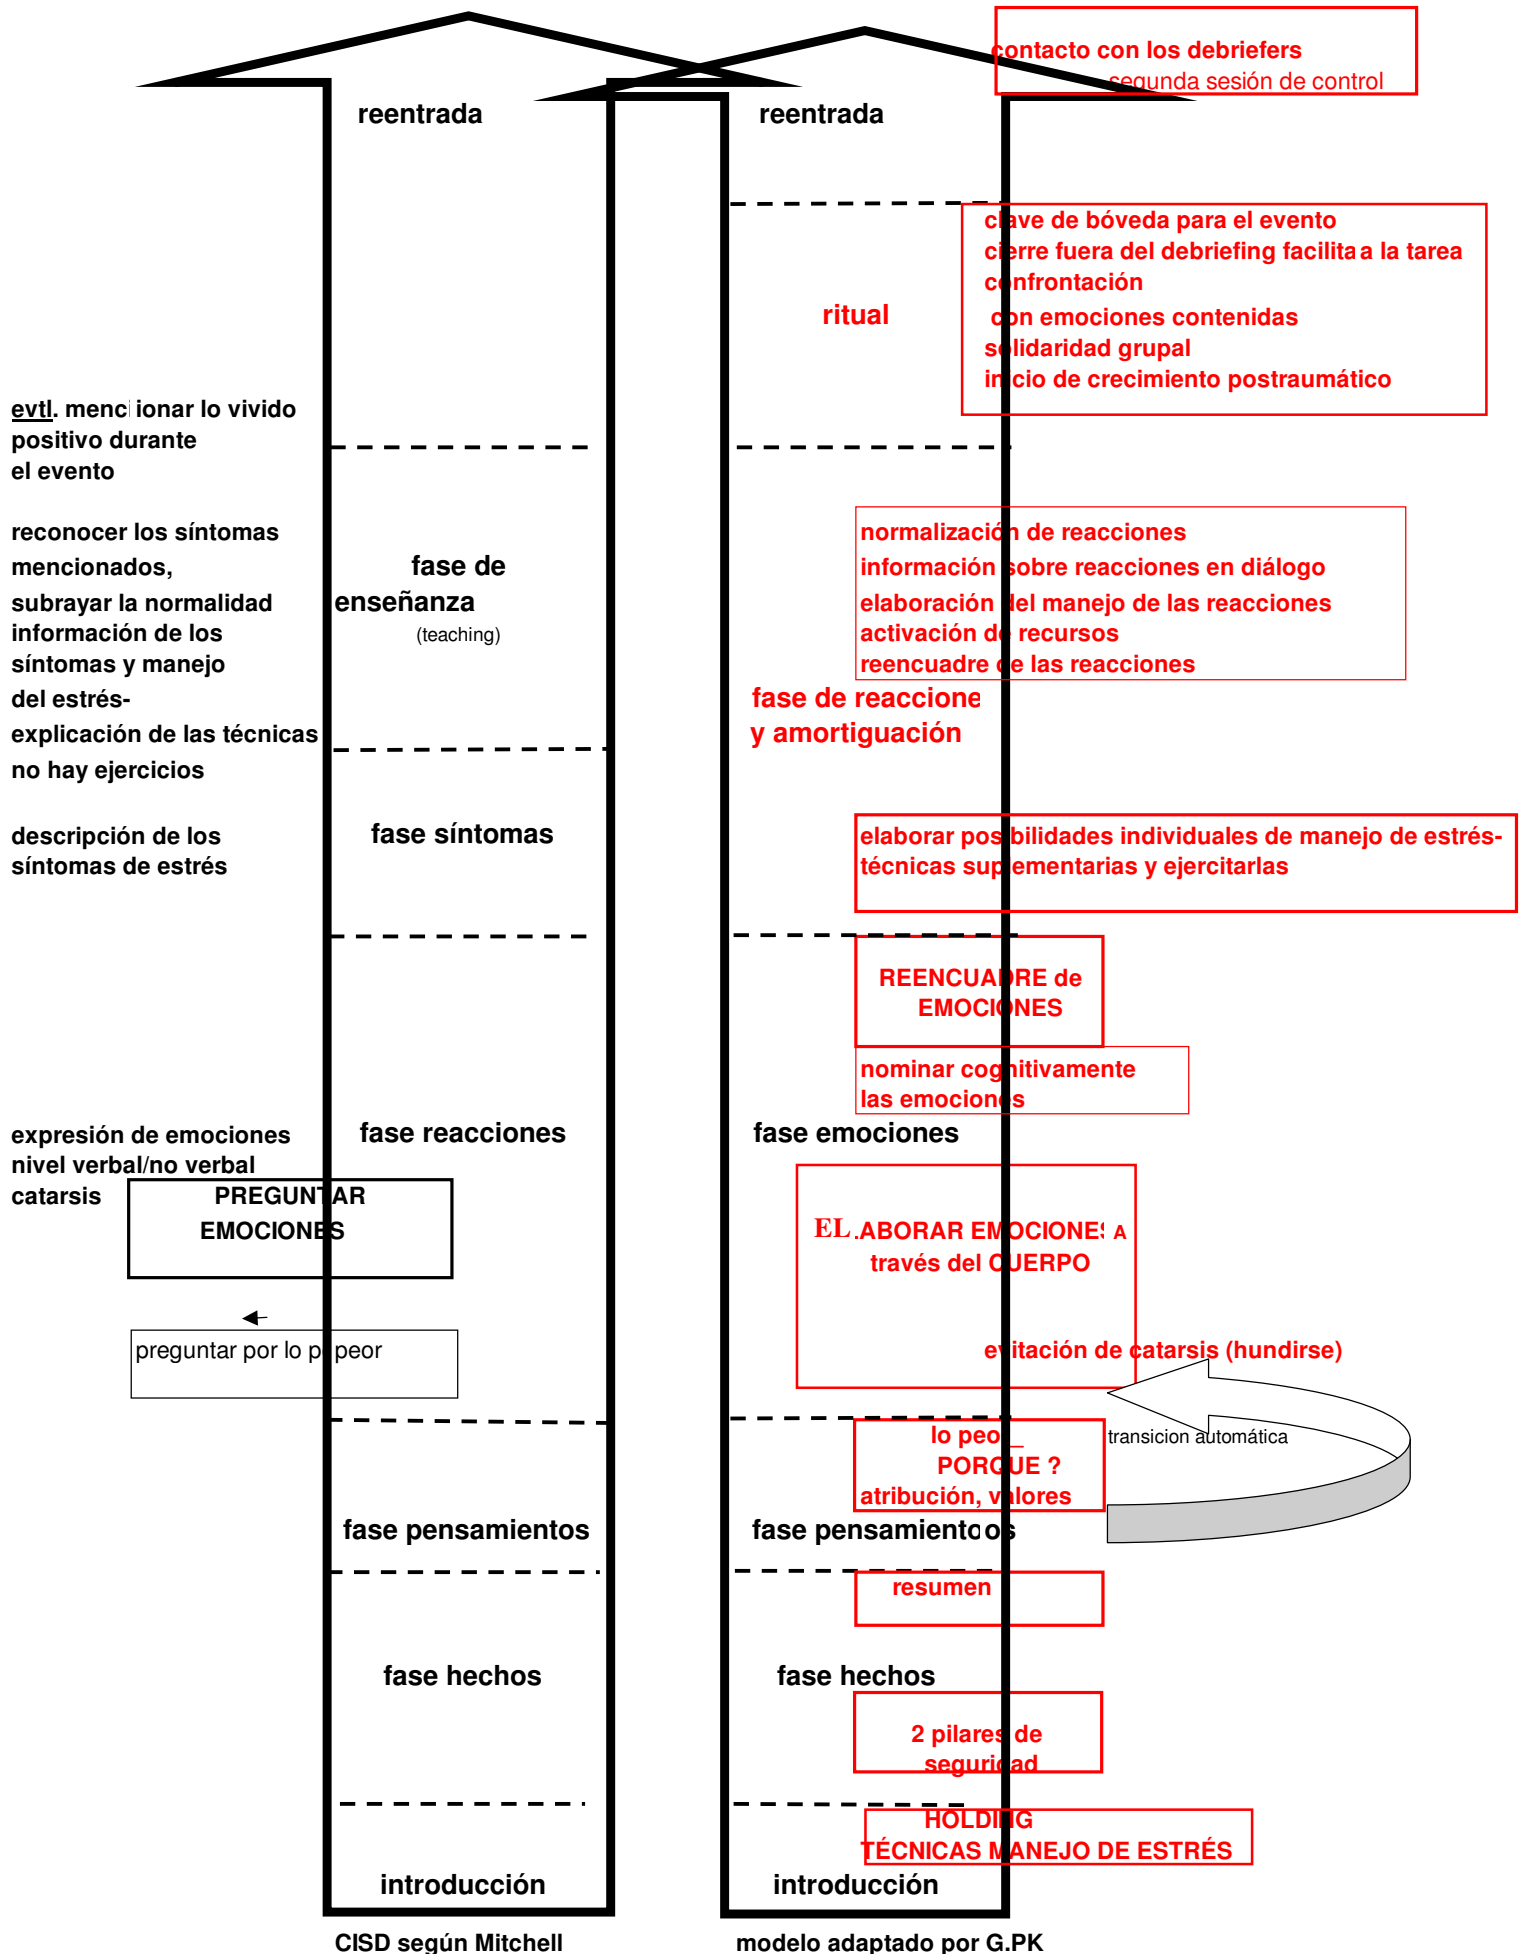 contacto con los debriefers
segunda sesión de control
reentrada
reentrada
clave de bóveda para el evento
cierre fuera del debriefing facilita a la tarea
confrontación
con emociones contenidas
solidaridad grupal
inicio de crecimiento postraumático
ritual
evtl. mencionar lo vivido
positivo durante
el evento
reconocer los síntomas
mencionados,
subrayar la normalidad
información de los
síntomas y manejo
del estrés-
explicación de las técnicas
no hay ejercicios
fase de
enseñanza
(teaching)
normalización de reacciones
información sobre reacciones en diálogo
elaboración del manejo de las reacciones
activación de recursos
reencuadre de las reacciones
fase de reaccione
y amortiguación
descripción de los
síntomas de estrés
fase síntomas
elaborar posibilidades individuales de manejo de estrés-
técnicas suplementarias y ejercitarlas
REENCUADRE de
EMOCIONES
nominar cognitivamente
las emociones
expresión de emociones
nivel verbal/no verbal
catarsis
fase reacciones
fase emociones
PREGUNTAR
EMOCIONES
ELABORAR EMOCIONES A
través del CUERPO
preguntar por lo p peor
evitación de catarsis (hundirse)
lo peor_
PORQUE ?
atribución, valores
transicion automática
fase pensamientos
fase pensamientos
resumen
fase hechos
fase hechos
2 pilares de
seguridad
HOLDING
TÉCNICAS MANEJO DE ESTRÉS
introducción
introducción
CISD según Mitchell
modelo adaptado por G.PK